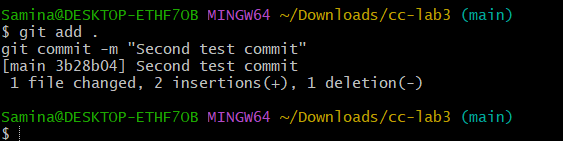 Samina@DESKTOP-ETHF7OB MINGW64 ~/Downloads/cc-lab3 (main)
$ git add .
git commit -m "Second test commit"
[main 3b28b04] Second test commit
 1 file changed, 2 insertions(+), 1 deletion(-)
Samina@DESKTOP-ETHF7OB MINGW64 ~/Downloads/cc-lab3 (main)
$